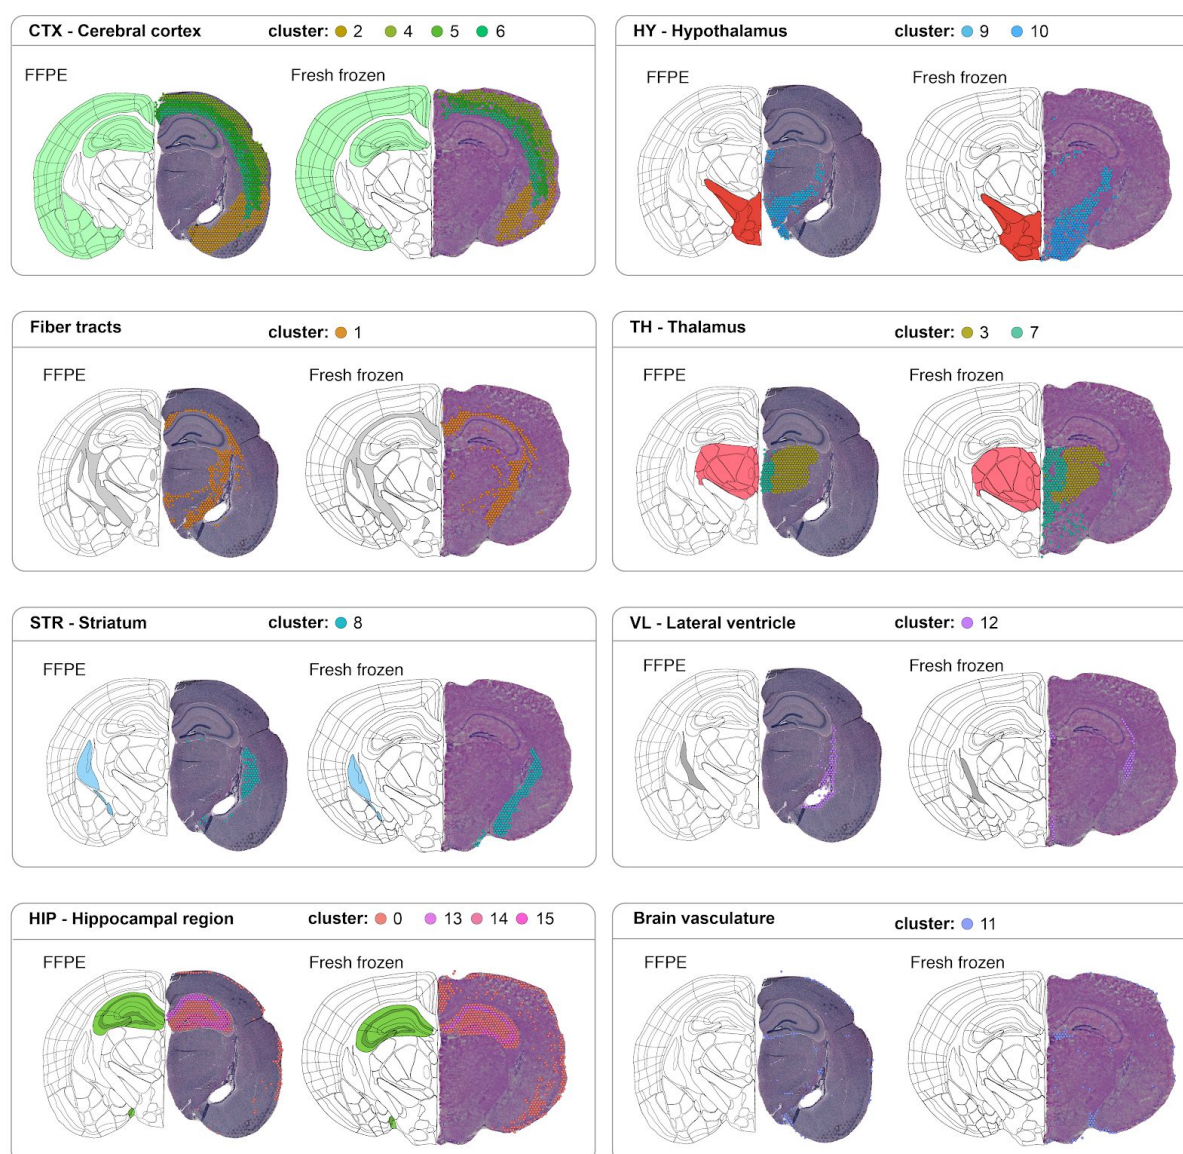 CTX - Cerebral cortex cluster: 2 4 5 6
FFPE Fresh frozen
HY - Hypothalamus cluster: 9 10
FFPE Fresh frozen
Fiber tracts cluster: 1
FFPE Fresh frozen
TH - Thalamus cluster: 3 7
FFPE Fresh frozen
STR - Striatum cluster: 8
FFPE Fresh frozen
VL - Lateral ventricle cluster: 12
FFPE Fresh frozen
HIP - Hippocampal region cluster: 0 13 14 15
FFPE Fresh frozen
Brain vasculature cluster: 11
FFPE Fresh frozen